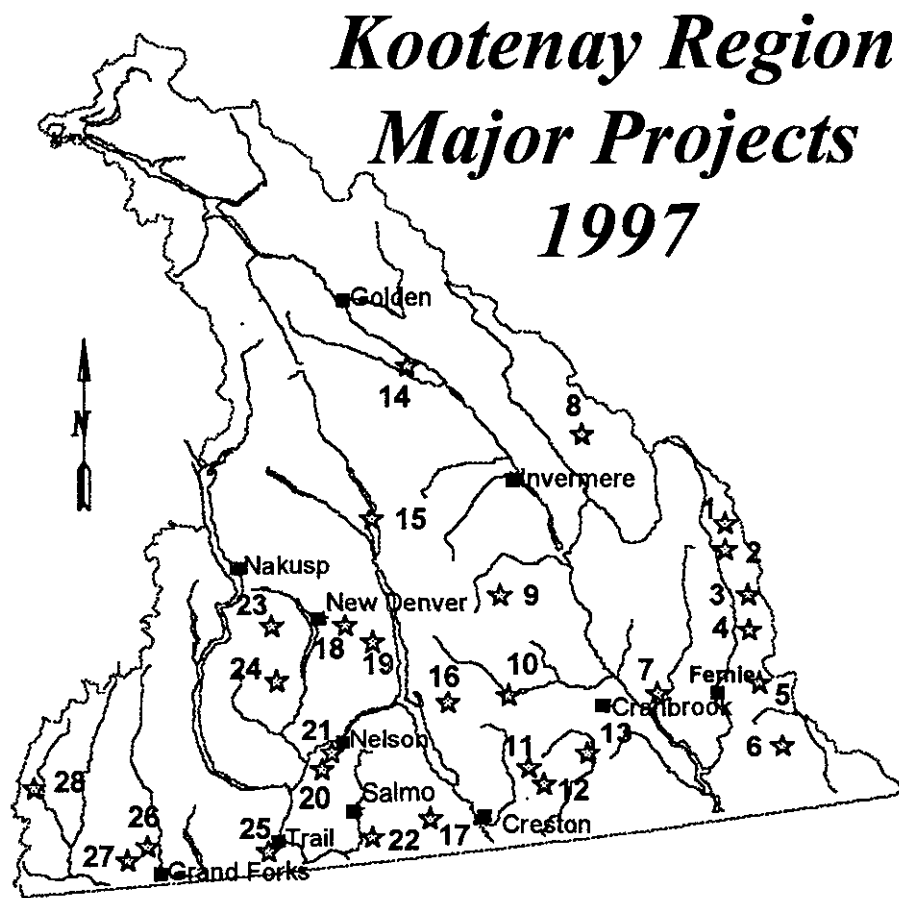 Kootenay Region
Major Projects
1997
Golden
14
8
Invermere
N
15
1
2
Nakusp
9
3
23
New Denver
18
19
4
24
16
10
7
Fernie
5
Cranbrook
21
Nelson
13
6
11
20
12
28
Salmo
17
Creston
26
25
Trail
22
27
Grand Forks